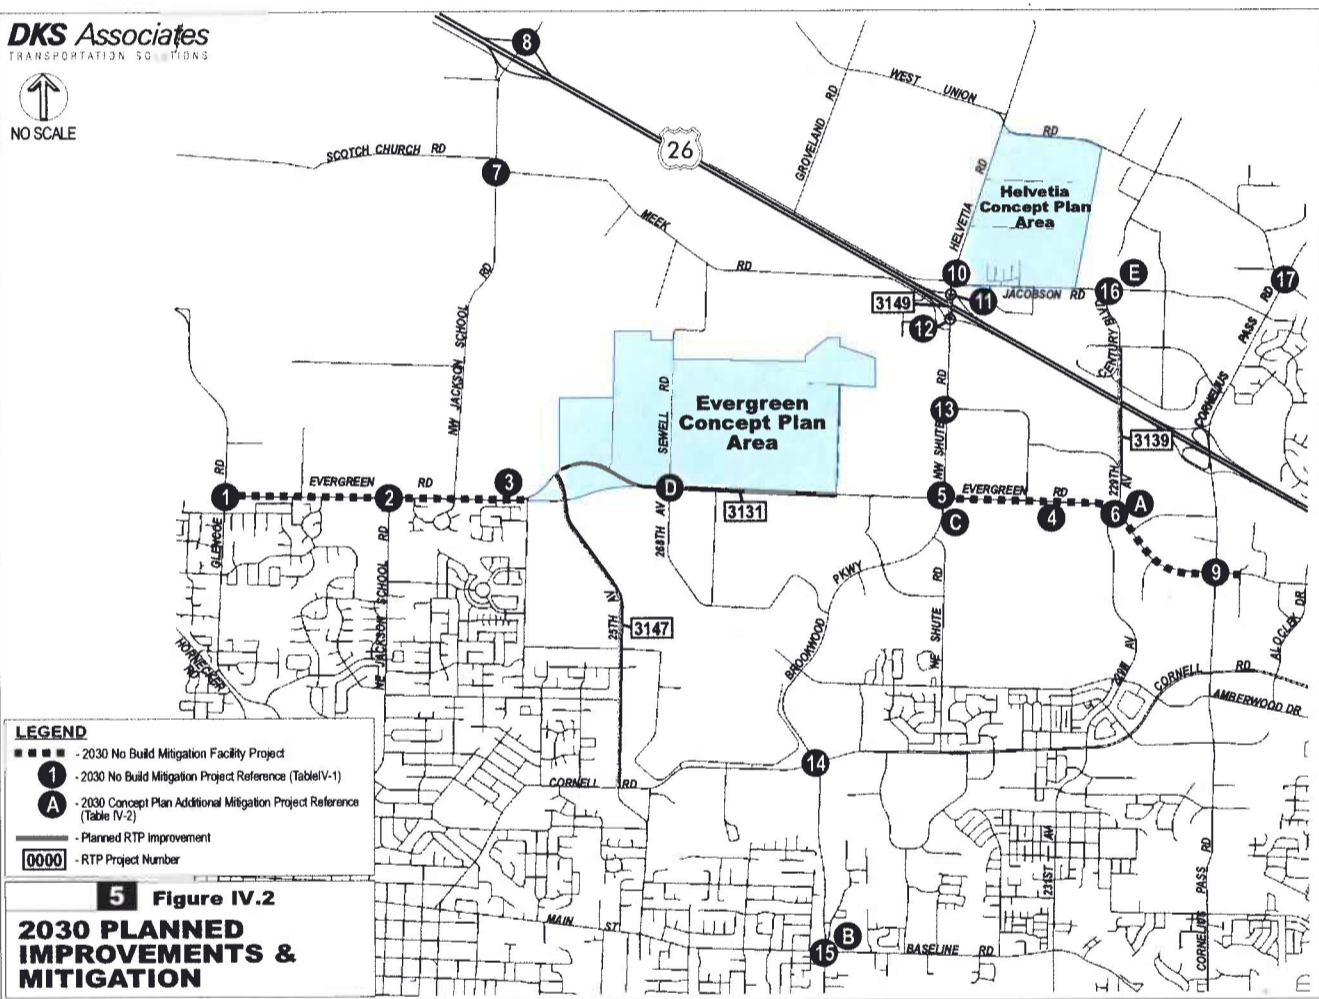 DKS Associates
TRANSPORTATION SOLUTIONS
NO SCALE
8
26
GROVELAND RD
WEST UNION
RD
SCOTCH CHURCH RD
7
MEEK
RD
HELVETIA RD
Helvetia
Concept Plan
Area
10
11
JACOBSON RD
16
E
17
3149
12
NW JACKSON SCHOOL RD
CENTURY BLVD
CORNELIUS PASS RD
SEWELL RD
Evergreen
Concept Plan
Area
NW SHUTE RD
13
3139
229TH AV
GLENCOE RD
1
EVERGREEN RD
2
3
D
3131
5
EVERGREEN RD
C
4
6
A
268TH AV
9
NE JACKSON SCHOOL RD
25TH AV
3147
BROOKWOOD PKWY
NE SHUTE RD
AV
CORNELL RD
ALOCLEK DR
AMBERWOOD DR
HORNECKER RD
14
CORNELL RD
231ST AV
CORNELIUS PASS RD
MAIN ST
15
B
BASELINE RD
LEGEND
- 2030 No Build Mitigation Facility Project
1 - 2030 No Build Mitigation Project Reference (TableIV-1)
A - 2030 Concept Plan Additional Mitigation Project Reference
(Table IV-2)
- Planned RTP Improvement
0000 - RTP Project Number
5 Figure IV.2
2030 PLANNED
IMPROVEMENTS &
MITIGATION